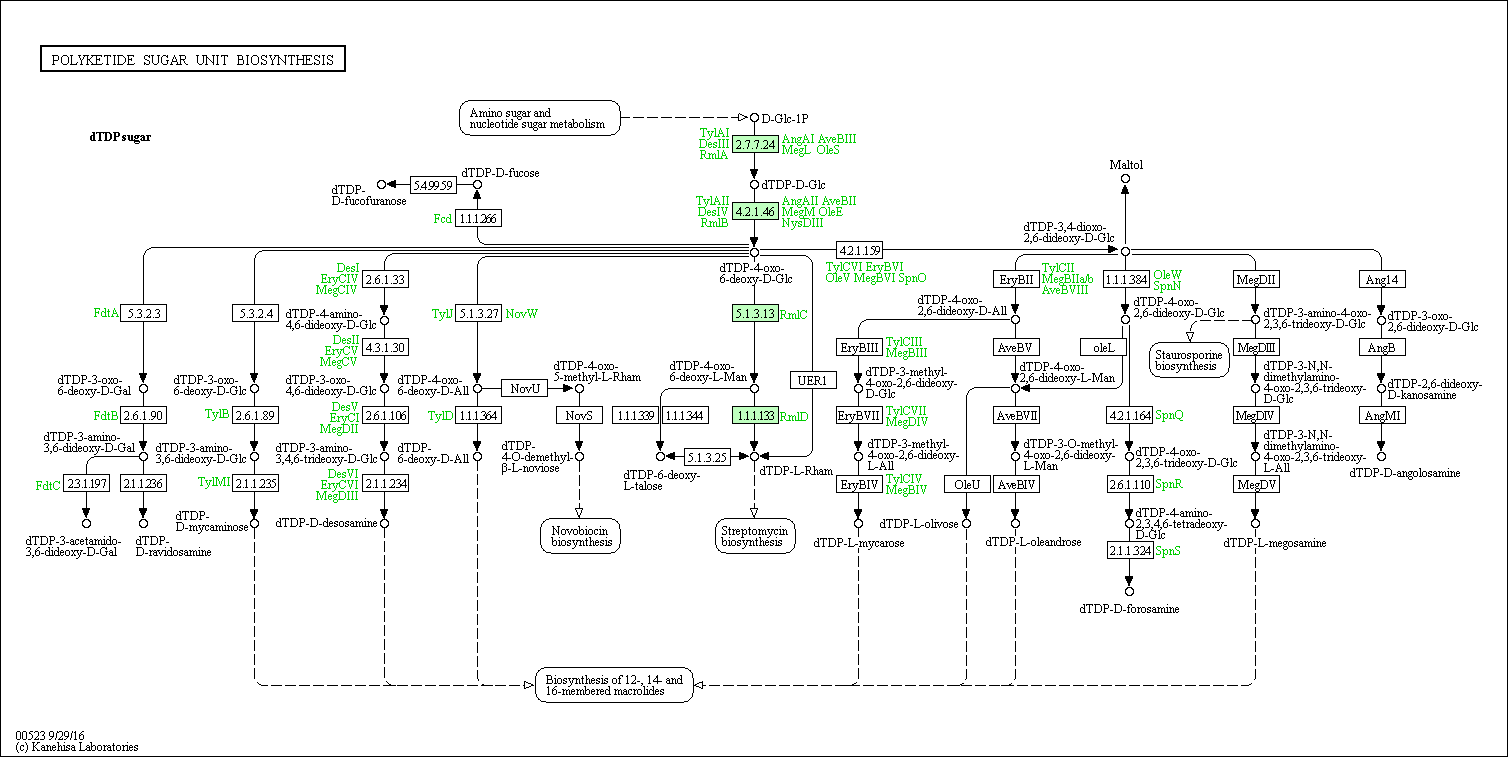 POLYKETIDE SUGAR UNIT BIOSYNTHESIS
dTDP sugar
Amino sugar and
nucleotide sugar metabolism
D-Glc-1P
TylAI
DesIII
RmlA
2.7.7.24
AngAI AveBIII
MegL OleS
dTDP-D-Glc
TylAII
DesIV
RmlB
4.2.1.46
AngAII AveBII
MegM OleE
NysDIII
dTDP-
D-fucofuranose
5.4.99.59
dTDP-D-fucose
Fcd
1.1.1.266
Maltol
dTDP-3,4-dioxo-
2,6-dideoxy-D-Glc
4.2.1.159
TylCVI EryBVI
OleV MegBVI SpnO
dTDP-4-oxo-
6-deoxy-D-Glc
DesI
EryCIV
MegCIV
2.6.1.33
EryBII
TylCII
MegBIIa/b
AveBVIII
1.1.1.384
OleW
SpnN
MegDII
Ang14
FdtA
5.3.2.3
5.3.2.4
dTDP-4-amino-
4,6-dideoxy-D-Glc
TylJ
5.1.3.27
NovW
5.1.3.13
RmlC
dTDP-4-oxo-
2,6-dideoxy-D-All
dTDP-4-oxo-
2,6-dideoxy-D-Glc
dTDP-3-amino-4-oxo-
2,3,6-trideoxy-D-Glc
dTDP-3-oxo-
2,6-dideoxy-D-Glc
DesII
EryCV
MegCV
4.3.1.30
EryBIII
TylCIII
MegBIII
AveBV
oleL
Staurosporine
biosynthesis
MegDIII
AngB
dTDP-3-oxo-
6-deoxy-D-Gal
dTDP-3-oxo-
6-deoxy-D-Glc
dTDP-3-oxo-
4,6-dideoxy-D-Glc
dTDP-4-oxo-
6-deoxy-D-All
NovU
dTDP-4-oxo-
5-methyl-L-Rham
dTDP-4-oxo-
6-deoxy-L-Man
UER1
dTDP-3-methyl-
4-oxo-2,6-dideoxy-
D-Glc
dTDP-4-oxo-
2,6-dideoxy-L-Man
dTDP-3-N,N-
dimethylamino-
4-oxo-2,3,6-trideoxy-
D-Glc
dTDP-2,6-dideoxy-
D-kanosamine
FdtB
2.6.1.90
TylB
2.6.1.89
DesV
EryCI
MegDII
2.6.1.106
TylD
1.1.1.364
NovS
1.1.1.339
1.1.1.344
1.1.1.133
RmlD
EryBVII
TylCVII
MegDIV
AveBVII
4.2.1.164
SpnQ
MegDIV
AngMI
dTDP-3-amino-
3,6-dideoxy-D-Gal
dTDP-3-amino-
3,6-dideoxy-D-Glc
dTDP-3-amino-
3,4,6-trideoxy-D-Glc
dTDP-
6-deoxy-D-All
dTDP-
4-O-demethyl-
β-L-noviose
dTDP-6-deoxy-
L-talose
5.1.3.25
dTDP-L-Rham
dTDP-3-methyl-
4-oxo-2,6-dideoxy-
L-All
dTDP-3-O-methyl-
4-oxo-2,6-dideoxy-
L-Man
dTDP-4-oxo-
2,3,6-trideoxy-D-Glc
dTDP-3-N,N-
dimethylamino-
4-oxo-2,3,6-trideoxy-
L-All
dTDP-D-angolosamine
FdtC
2.3.1.197
2.1.1.236
TylMI
2.1.1.235
DesVI
EryCVI
MegDIII
2.1.1.234
EryBIV
TylCIV
MegBIV
OleU
AveBIV
2.6.1.110
SpnR
MegDV
dTDP-3-acetamido-
3,6-dideoxy-D-Gal
dTDP-
D-ravidosamine
dTDP-
D-mycaminose
dTDP-D-desosamine
Novobiocin
biosynthesis
Streptomycin
biosynthesis
dTDP-L-mycarose
dTDP-L-olivose
dTDP-L-oleandrose
dTDP-4-amino-
2,3,4,6-tetradeoxy-
D-Glc
dTDP-L-megosamine
2.1.1.324
SpnS
dTDP-D-forosamine
Biosynthesis of 12-, 14- and
16-membered macrolides
00523 9/29/16
(c) Kanehisa Laboratories